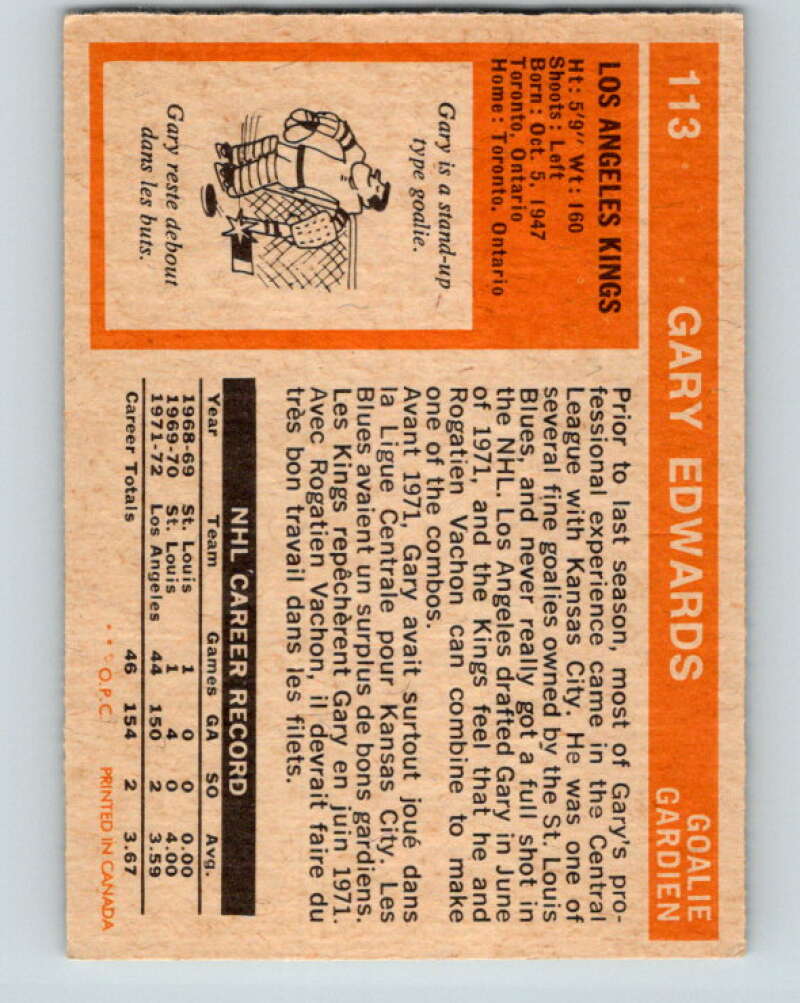 113 GARY EDWARDS
GOALIE
GARDIEN
LOS ANGELES KINGS
Ht: 5'9" Wt: 160
Shoots: Left
Born: Oct. 5, 1947
Toronto, Ontario
Home: Toronto, Ontario
Gary is a stand-up
type goalie.
Gary reste debout
dans les buts.
Prior to last season, most of Gary's pro-
fessional experience came in the Central
League with Kansas City. He was one of
several fine goalies owned by the St. Louis
Blues, and never really got a full shot in
the NHL. Los Angeles drafted Gary in June
of 1971, and the Kings feel that he and
Rogatien Vachon can combine to make
one of the combos.
Avant 1971, Gary avait surtout joué dans
la Ligue Centrale pour Kansas City. Les
Blues avaient un surplus de bons gardiens.
Les Kings repêchèrent Gary en juin 1971.
Avec Rogatien Vachon, il devrait faire du
très bon travail dans les filets.
NHL CAREER RECORD
Year Team Games GA SO Avg.
1968-69 St. Louis 1 0 0 0.00
1969-70 St. Louis 1 4 0 4.00
1971-72 Los Angeles 44 150 2 3.59
Career Totals 46 154 2 3.67
O.P.C. PRINTED IN CANADA